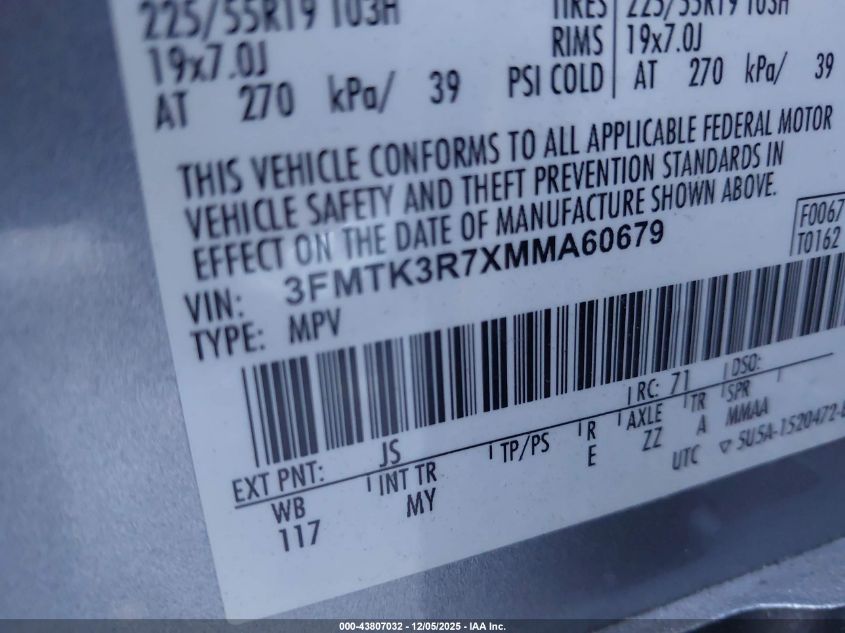 225/55R19 103H TIRES 225/55R19 103H
19x7.0J RIMS 19x7.0J
AT 270 kPa/ 39 PSI COLD AT 270 kPa/ 39
THIS VEHICLE CONFORMS TO ALL APPLICABLE FEDERAL MOTOR
VEHICLE SAFETY AND THEFT PREVENTION STANDARDS IN
EFFECT ON THE DATE OF MANUFACTURE SHOWN ABOVE.
F0067
T0162
VIN: 3FMTK3R7XMMA60679
TYPE: MPV
EXT PNT: JS RC: 71 DSO:
WB INT TR TP/PS R AXLE TR SPR
117 MY E ZZ A MMAA
UTC ▽ SU5A-1520472-
000-43807032 - 12/05/2025 - IAA Inc.